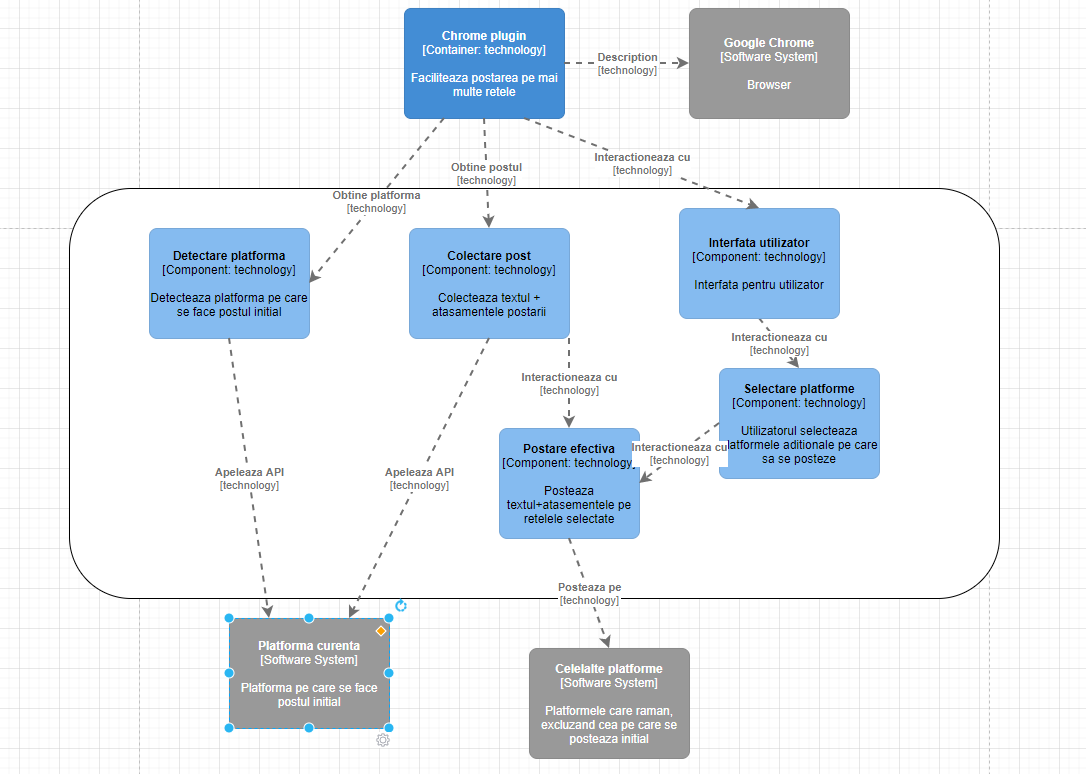 Chrome plugin
[Container: technology]
Faciliteaza postarea pe mai
multe retele
Description
[technology]
Google Chrome
[Software System]
Browser
Obtine platforma
[technology]
Obtine postul
[technology]
Interactioneaza cu
[technology]
Detectare platforma
[Component: technology]
Detecteaza platforma pe care
se face postul initial
Colectare post
[Component: technology]
Colecteaza textul +
atasamentele postarii
Interfata utilizator
[Component: technology]
Interfata pentru utilizator
Interactioneaza cu
[technology]
Interactioneaza cu
[technology]
Selectare platforme
[Component: technology]
Utilizatorul selecteaza
latformele aditionale pe care
sa se posteze
Interactioneaza cu
[technology]
Postare efectiva
[Component: technology]
Posteaza
textul+atasementele pe
retelele selectate
Apeleaza API
[technology]
Apeleaza API
[technology]
Posteaza pe
[technology]
Platforma curenta
[Software System]
Platforma pe care se face
postul initial
Celelalte platforme
[Software System]
Platformele care raman,
excluzand cea pe care se
posteaza initial